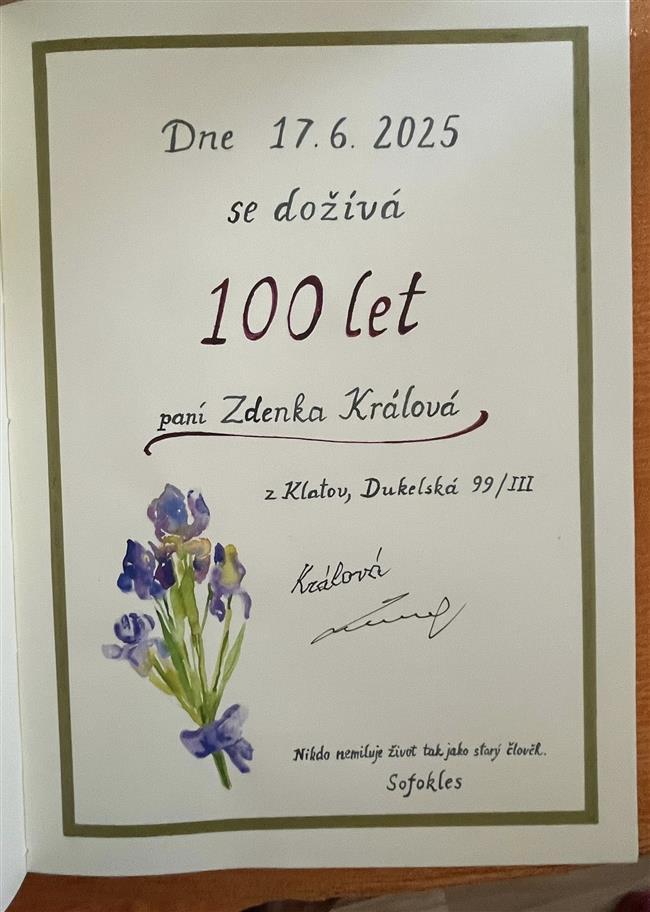 Dne 17. 6. 2025
se dožívá
100 let
paní Zdenka Králová
z Klatov, Dukelská 99/III
Králová
Nikdo nemiluje život tak jako starý člověk.
Sofokles